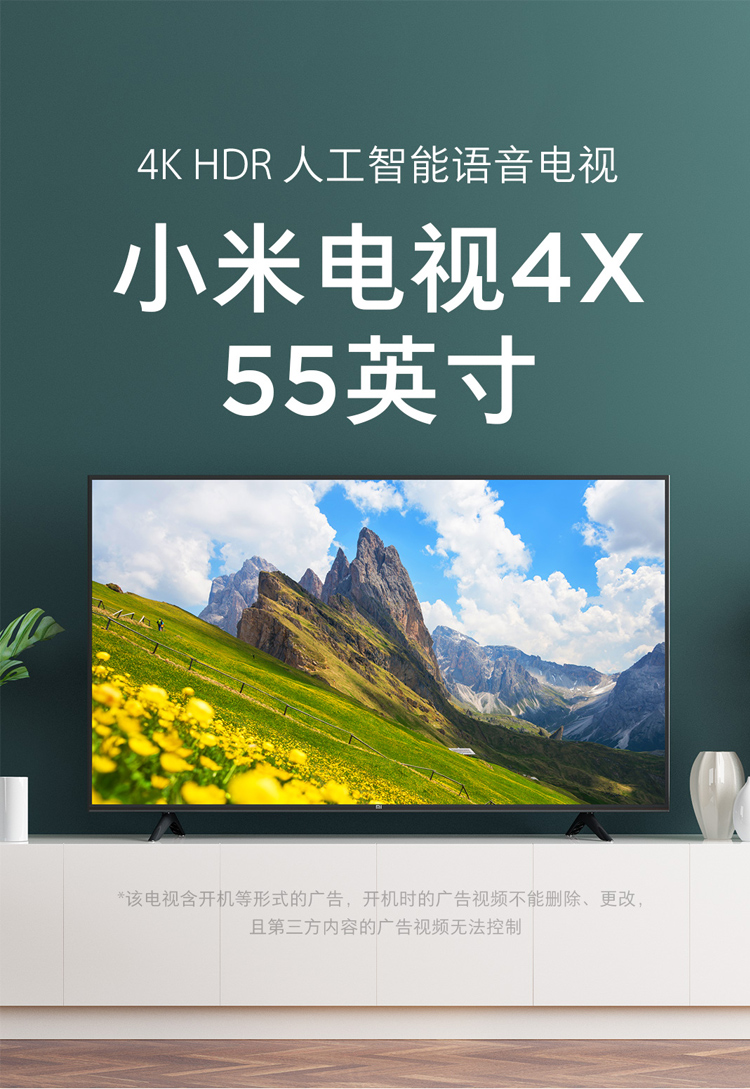 4K HDR 人工智能语音电视
小米电视4X
55英寸
*该电视含开机等形式的广告，开机时的广告视频不能删除、更改，
且第三方内容的广告视频无法控制